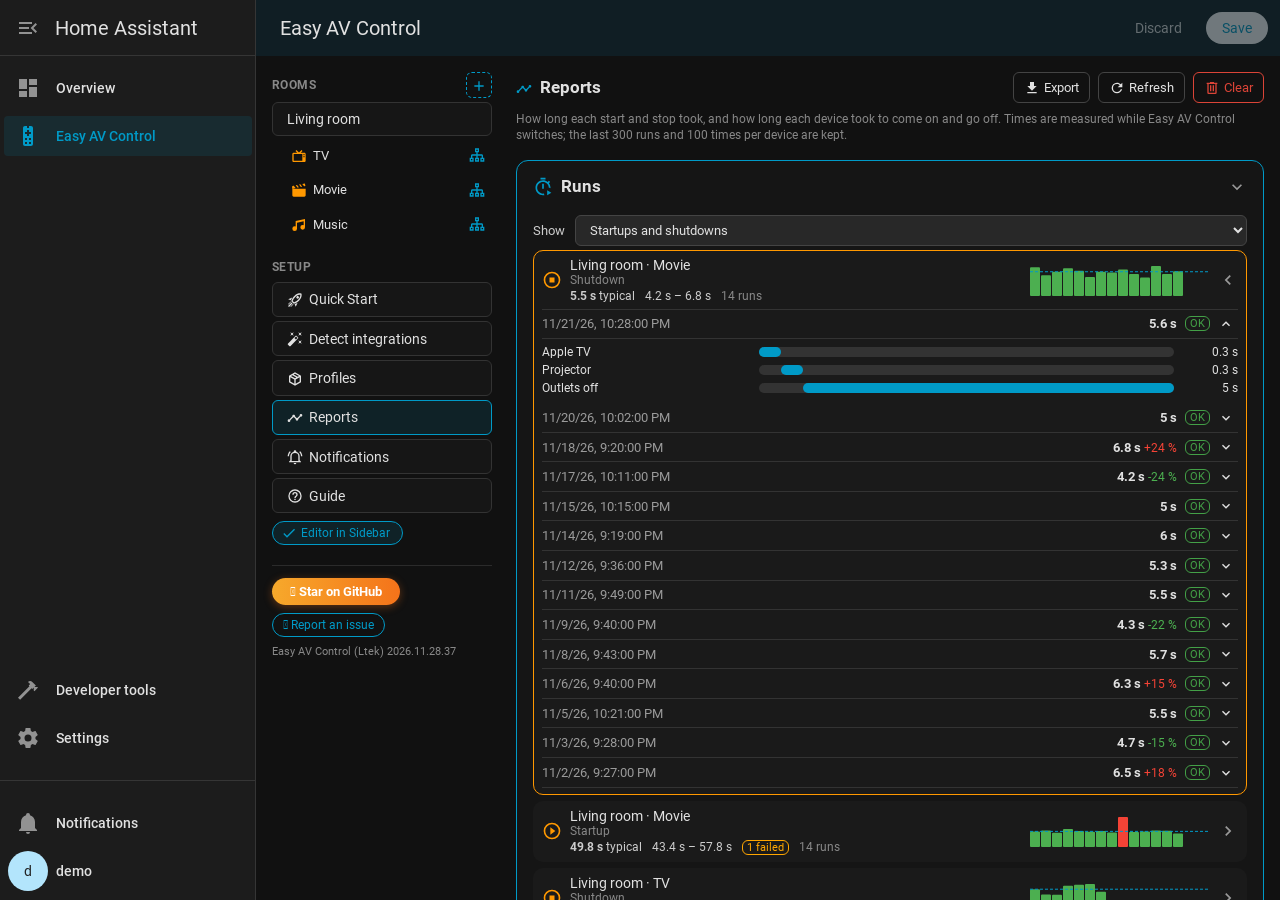 Home Assistant
Easy AV Control
Discard
Save
Overview
Easy AV Control
Developer tools
Settings
Notifications
d
demo
ROOMS
Living room
TV
Movie
Music
SETUP
Quick Start
Detect integrations
Profiles
Reports
Notifications
Guide
Editor in Sidebar
Star on GitHub
Report an issue
Easy AV Control (Ltek) 2026.11.28.37
Reports
Export
Refresh
Clear
How long each start and stop took, and how long each device took to come on and go off. Times are measured while Easy AV Control
switches; the last 300 runs and 100 times per device are kept.
Runs
Show
Startups and shutdowns
Living room · Movie
Shutdown
5.5 s typical 4.2 s – 6.8 s 14 runs
11/21/26, 10:28:00 PM 5.6 s OK
Apple TV 0.3 s
Projector 0.3 s
Outlets off 5 s
11/20/26, 10:02:00 PM 5 s OK
11/18/26, 9:20:00 PM 6.8 s +24 % OK
11/17/26, 10:11:00 PM 4.2 s -24 % OK
11/15/26, 10:15:00 PM 5 s OK
11/14/26, 9:19:00 PM 6 s OK
11/12/26, 9:36:00 PM 5.3 s OK
11/11/26, 9:49:00 PM 5.5 s OK
11/9/26, 9:40:00 PM 4.3 s -22 % OK
11/8/26, 9:43:00 PM 5.7 s OK
11/6/26, 9:40:00 PM 6.3 s +15 % OK
11/5/26, 10:21:00 PM 5.5 s OK
11/3/26, 9:28:00 PM 4.7 s -15 % OK
11/2/26, 9:27:00 PM 6.5 s +18 % OK
Living room · Movie
Startup
49.8 s typical 43.4 s – 57.8 s 1 failed 14 runs
Living room · TV
Shutdown